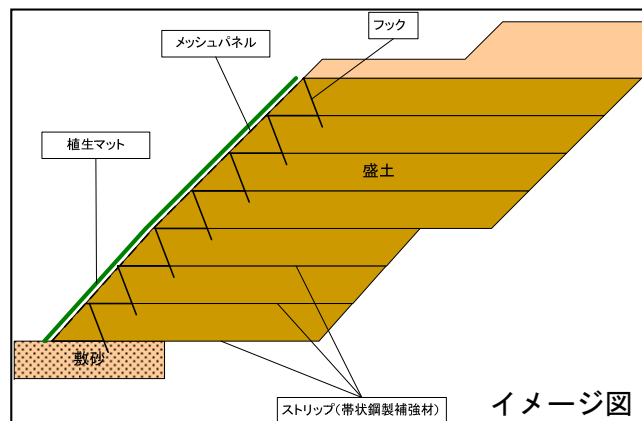 フック
メッシュパネル
植生マット
盛土
敷砂
ストリップ(帯状鋼製補強材)
イメージ図